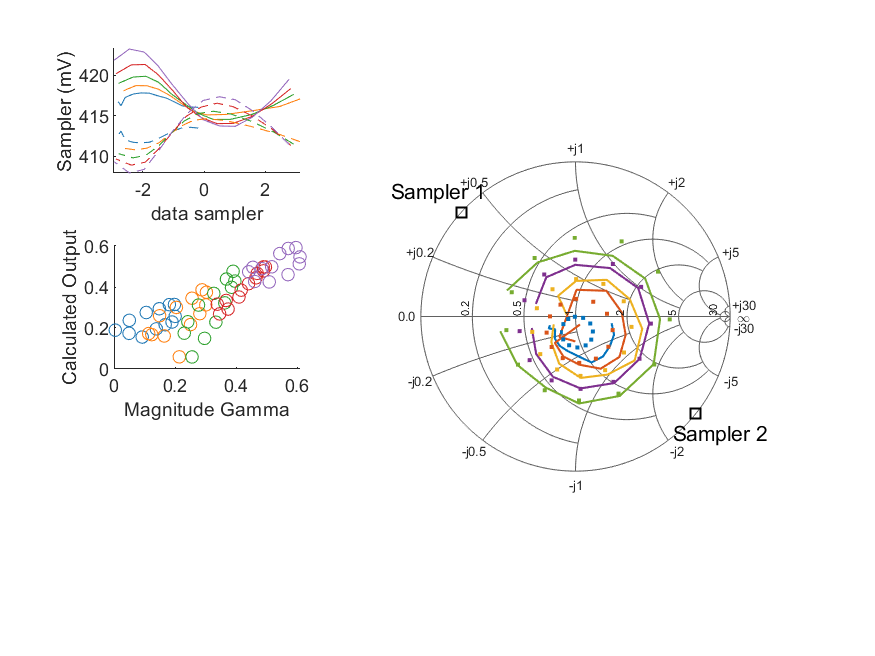 420
415
410
Sampler (mV)
-2
0
2
data sampler
0.6
0.4
0.2
0
Calculated Output
0
0.2
0.4
0.6
Magnitude Gamma
+j1
+j0.5
+j2
Sampler 1
+j0.2
+j5
0.0
0.2
0.5
1
2
5
30
+j30
∞
-j30
-j0.2
-j5
Sampler 2
-j0.5
-j2
-j1